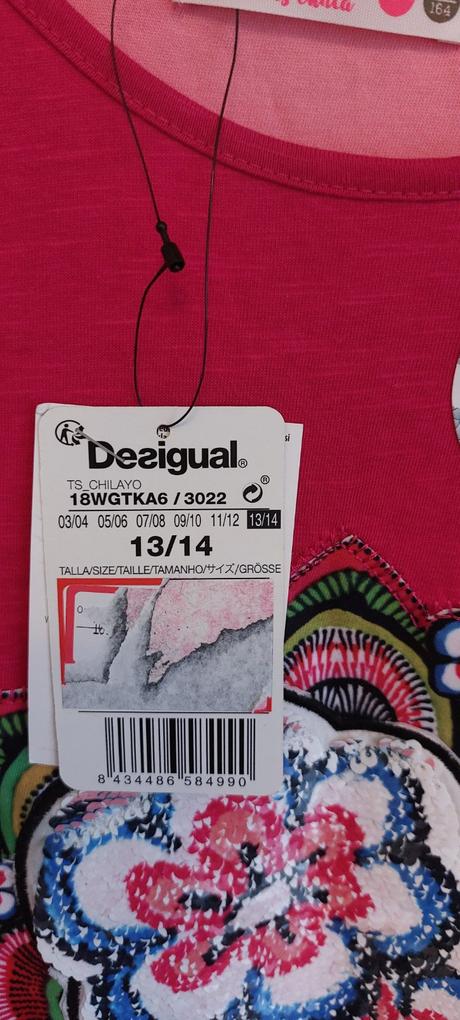 164
Desigual®
TS_CHILAYO
18WGTKA6 / 3022
®
03/04 05/06 07/08 09/10 11/12 13/14
13/14
TALLA/SIZE/TAILLE/TAMANHO/サイズ/GRÖSSE
8 434486 584990